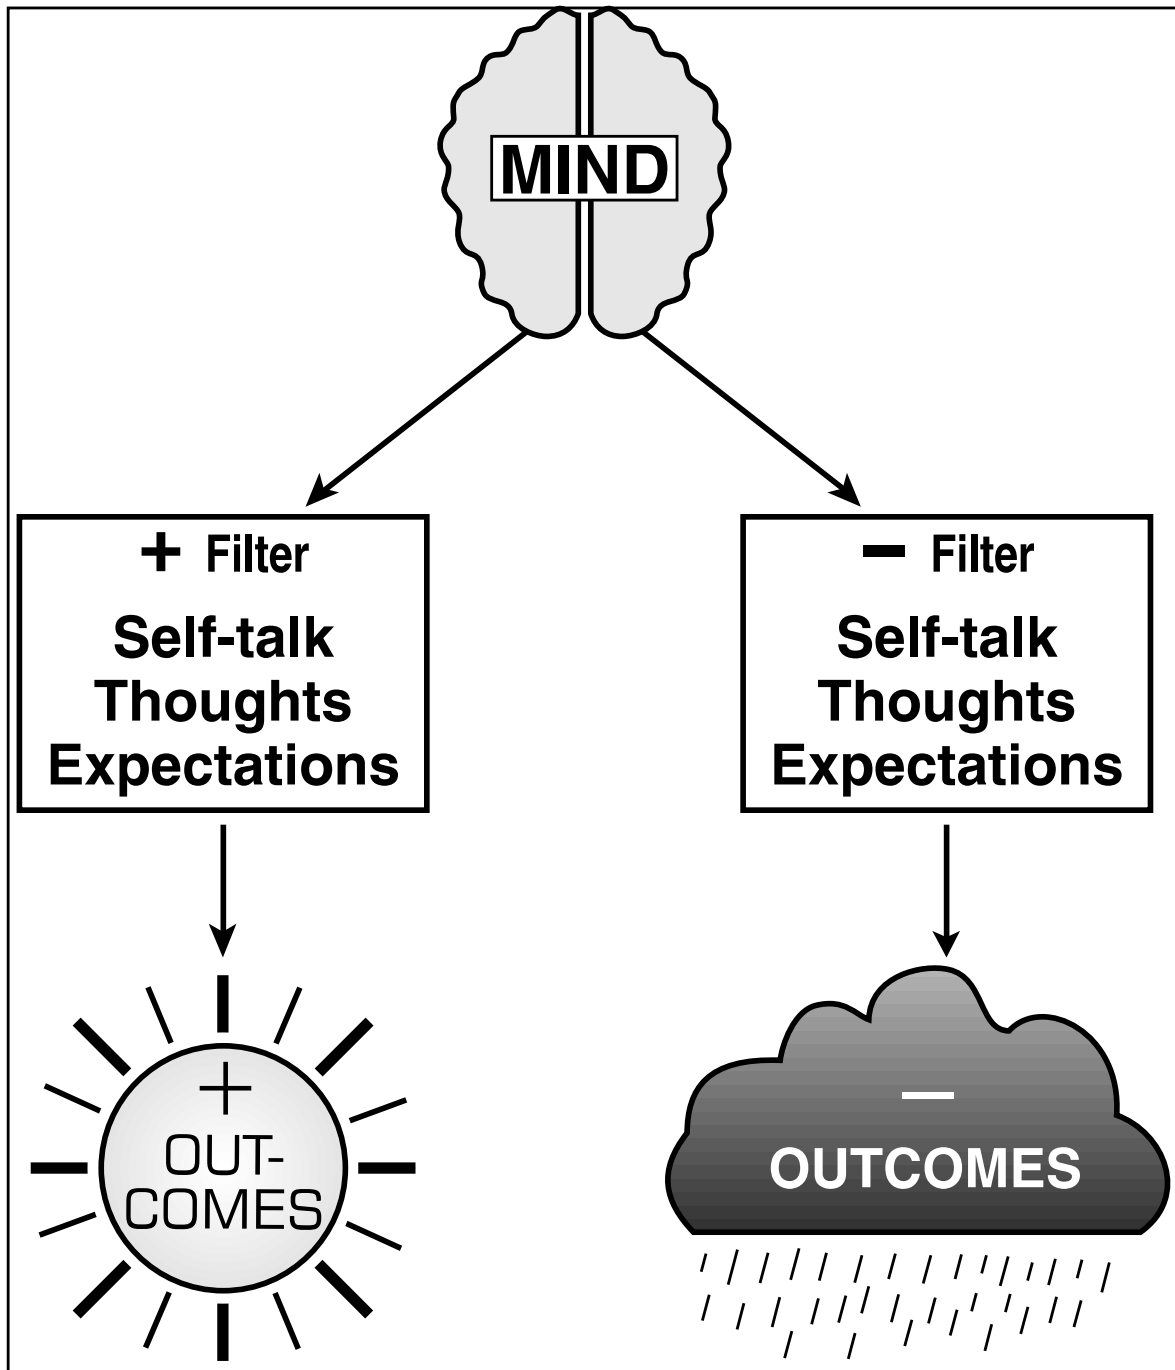 MIND
+ Filter
Self-talk
Thoughts
Expectations
− Filter
Self-talk
Thoughts
Expectations
+
OUT-
COMES
−
OUTCOMES